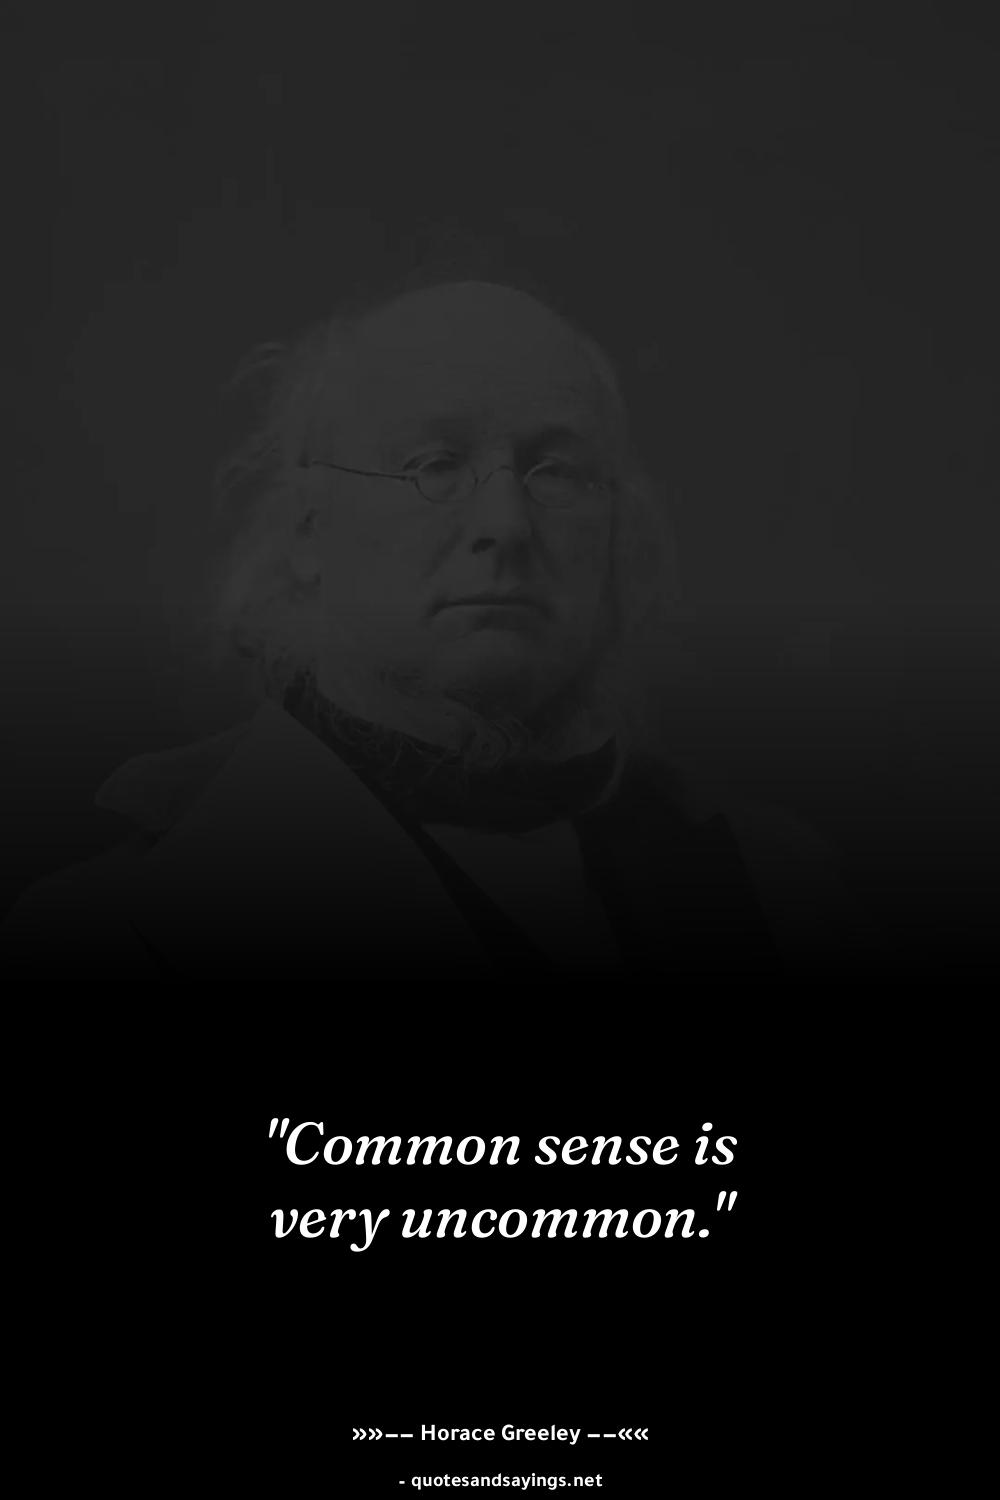 "Common sense is
very uncommon."
»»−− Horace Greeley −−««
- quotesandsayings.net